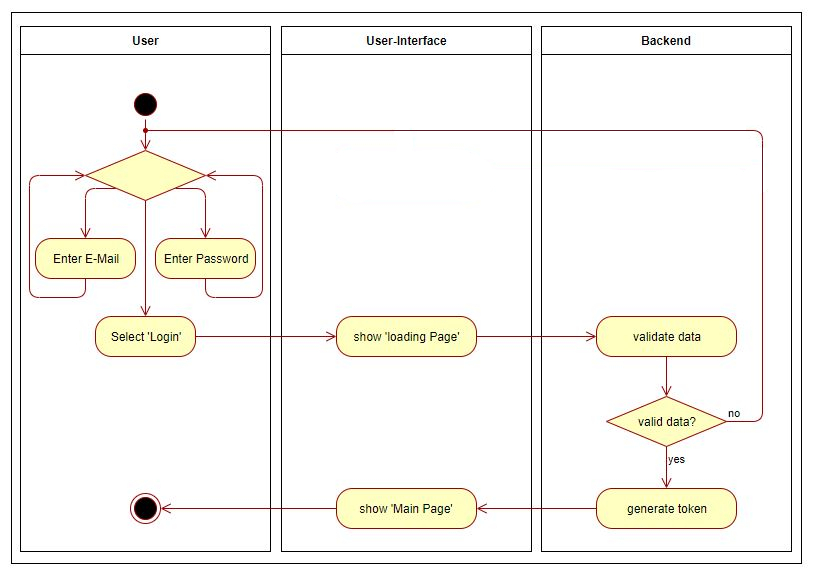 User
User-Interface
Backend
Enter E-Mail
Enter Password
Select 'Login'
show 'loading Page'
validate data
valid data?
no
yes
show 'Main Page'
generate token